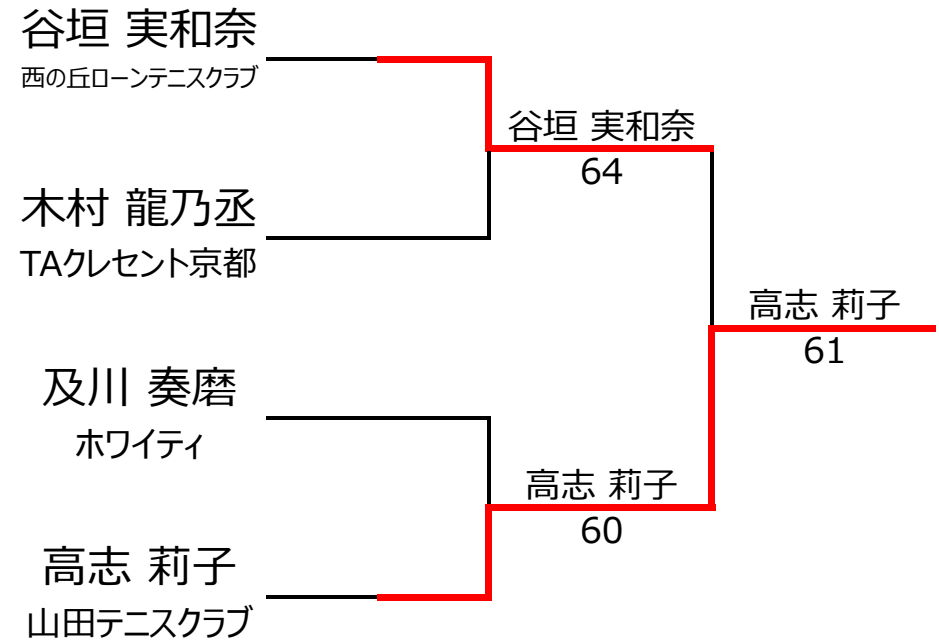 谷垣 実和奈
西の丘ローンテニスクラブ
谷垣 実和奈
64
木村 龍乃丞
TAクレセント京都
高志 莉子
61
及川 奏磨
ホワイティ
高志 莉子
60
高志 莉子
山田テニスクラブ